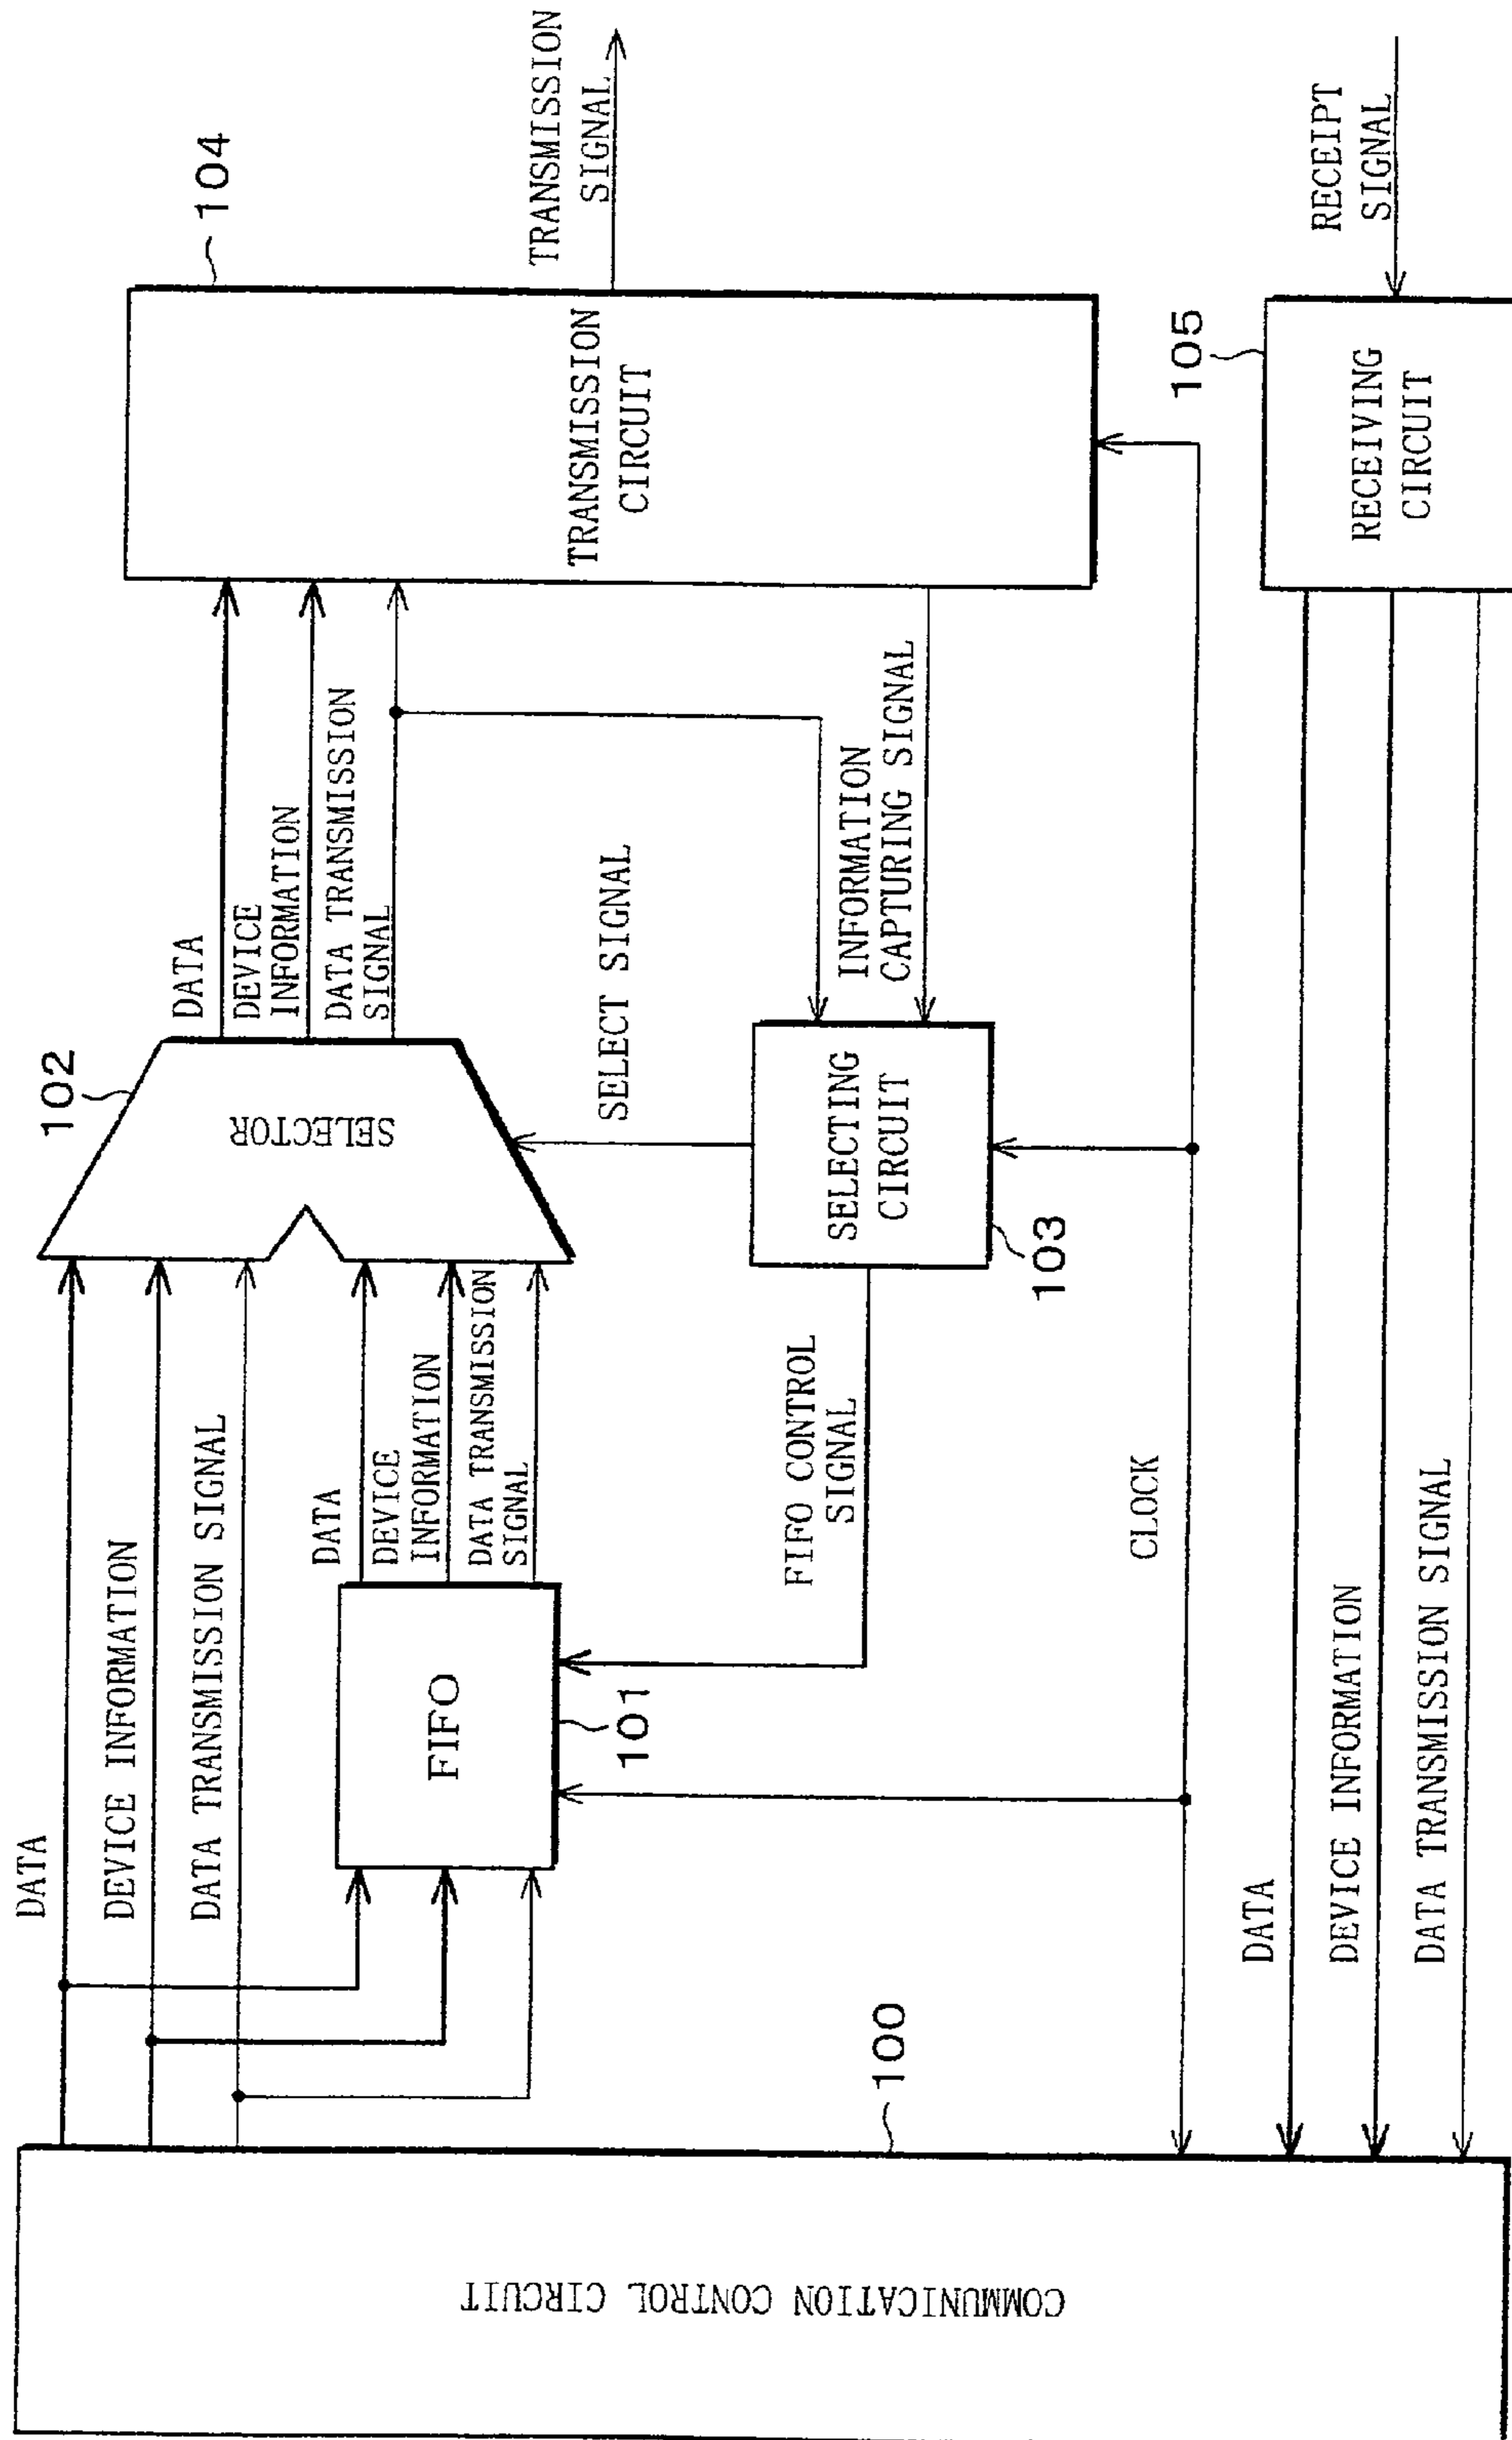 DATA
DEVICE INFORMATION
DATA TRANSMISSION SIGNAL
102
SELECTOR
DATA
DEVICE
INFORMATION
DATA TRANSMISSION
SIGNAL
104
TRANSMISSION
CIRCUIT
TRANSMISSION
SIGNAL
DATA
DEVICE
INFORMATION
DATA TRANSMISSION
SIGNAL
FIFO
101
SELECT SIGNAL
FIFO CONTROL
SIGNAL
SELECTING
CIRCUIT
103
INFORMATION
CAPTURING SIGNAL
COMMUNICATION CONTROL CIRCUIT
100
CLOCK
105
RECEIVING
CIRCUIT
RECEIPT
SIGNAL
DATA
DEVICE INFORMATION
DATA TRANSMISSION SIGNAL